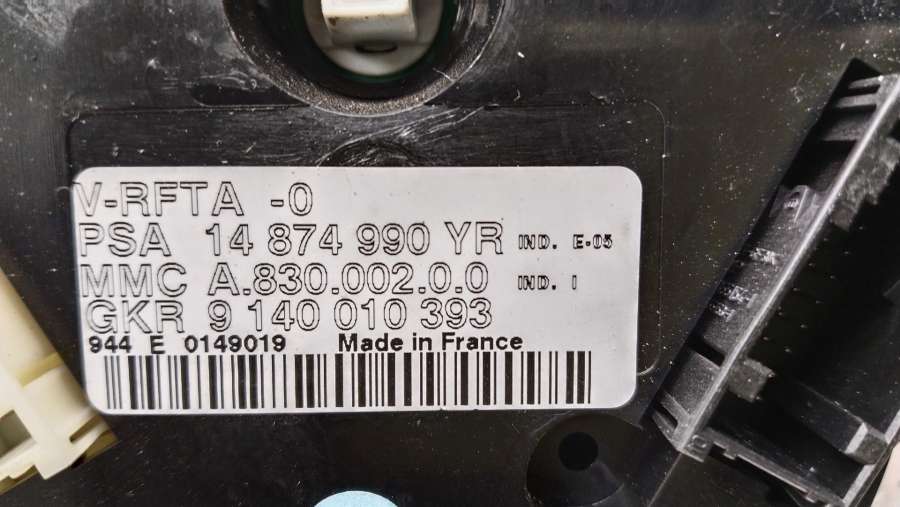 V-RFTA -0
PSA 14 874 990 YR IND. E-05
MMC A.830.002.0.0 IND. I
GKR 9 140 010 393
944 E 0149019 Made in France